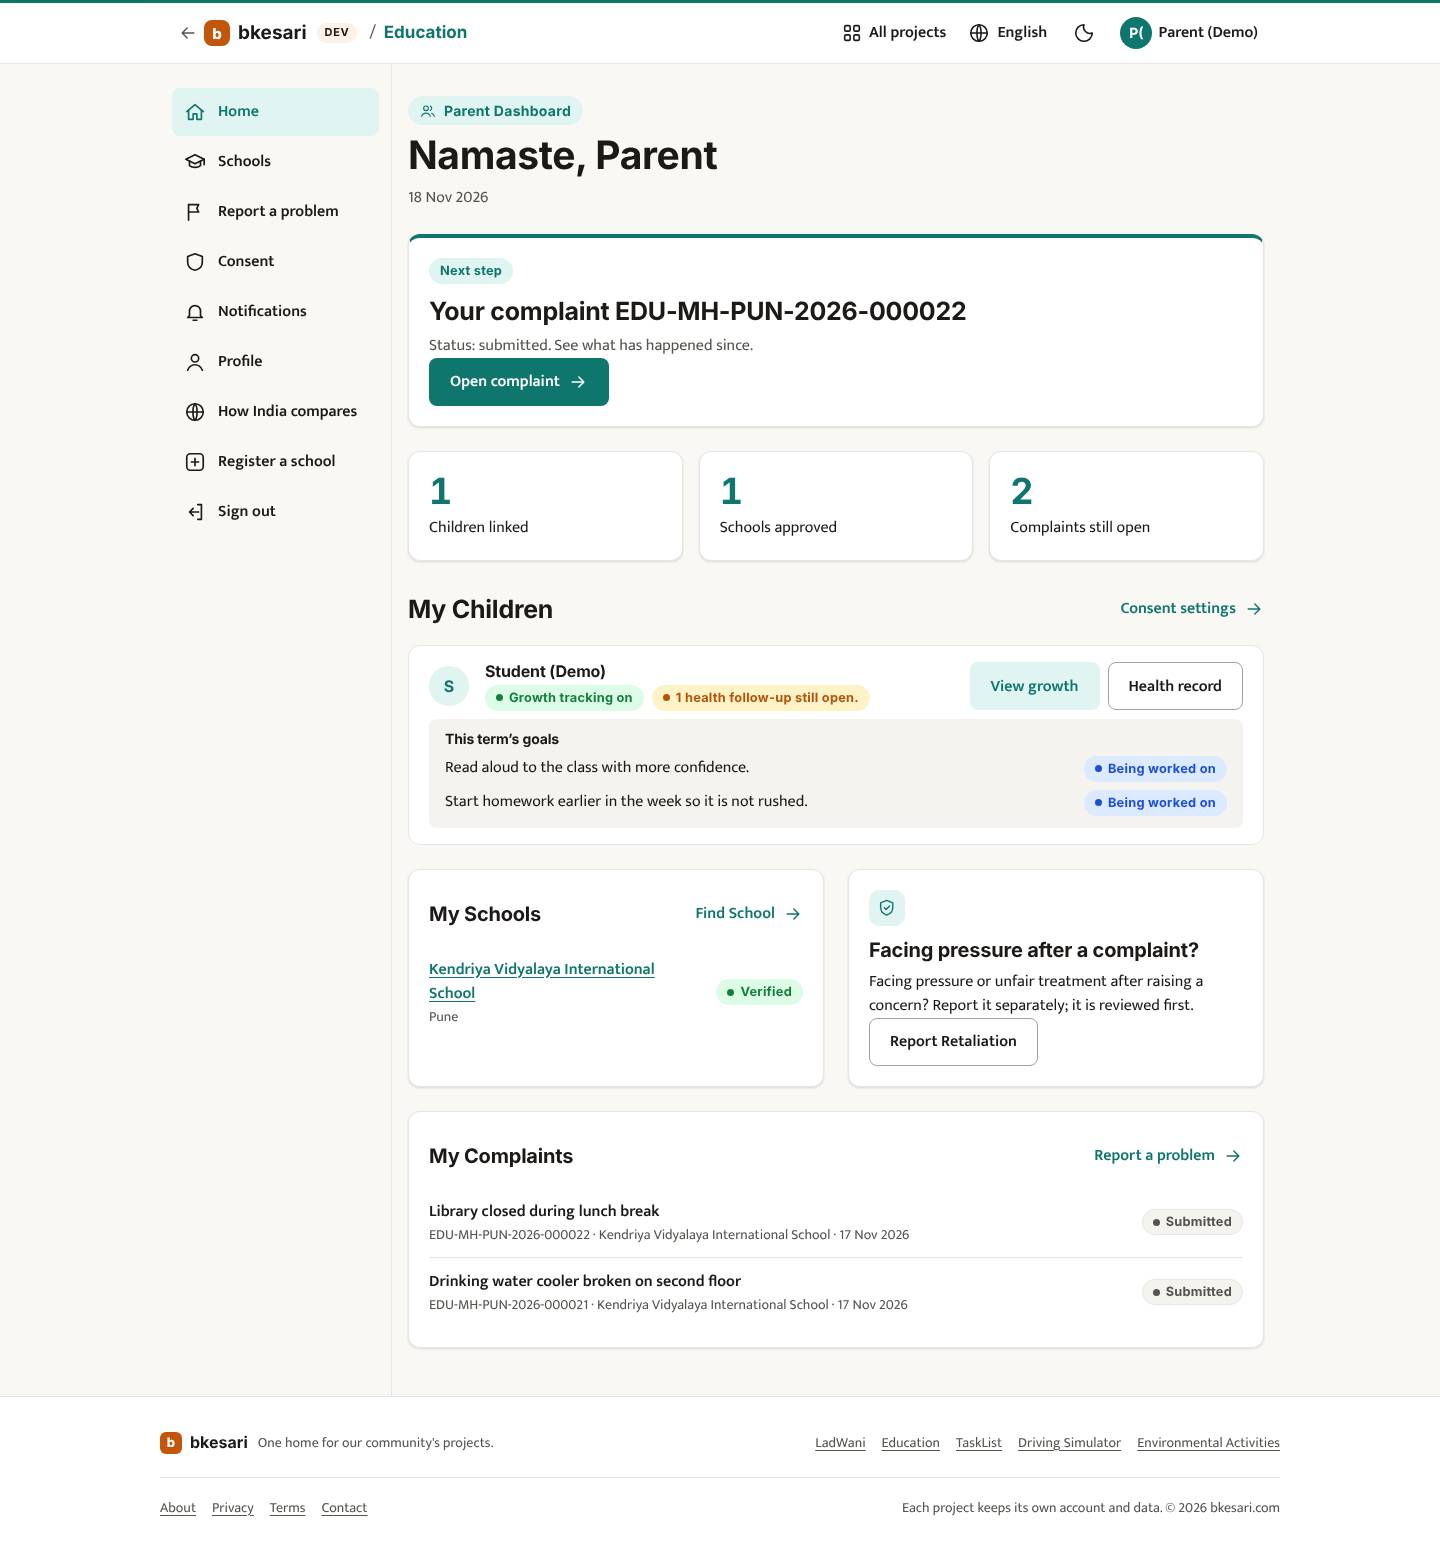 b bkesari DEV / Education
All projects
English
P( Parent (Demo)
Home
Schools
Report a problem
Consent
Notifications
Profile
How India compares
Register a school
Sign out
Parent Dashboard
Namaste, Parent
18 Nov 2026
Next step
Your complaint EDU-MH-PUN-2026-000022
Status: submitted. See what has happened since.
Open complaint
1
Children linked
1
Schools approved
2
Complaints still open
My Children
Consent settings
S
Student (Demo)
Growth tracking on
1 health follow-up still open.
View growth
Health record
This term's goals
Read aloud to the class with more confidence.
Being worked on
Start homework earlier in the week so it is not rushed.
Being worked on
My Schools
Find School
Kendriya Vidyalaya International
School
Pune
Verified
Facing pressure after a complaint?
Facing pressure or unfair treatment after raising a
concern? Report it separately; it is reviewed first.
Report Retaliation
My Complaints
Report a problem
Library closed during lunch break
EDU-MH-PUN-2026-000022 · Kendriya Vidyalaya International School · 17 Nov 2026
Submitted
Drinking water cooler broken on second floor
EDU-MH-PUN-2026-000021 · Kendriya Vidyalaya International School · 17 Nov 2026
Submitted
b bkesari One home for our community's projects.
LadWani Education TaskList Driving Simulator Environmental Activities
About Privacy Terms Contact
Each project keeps its own account and data. © 2026 bkesari.com